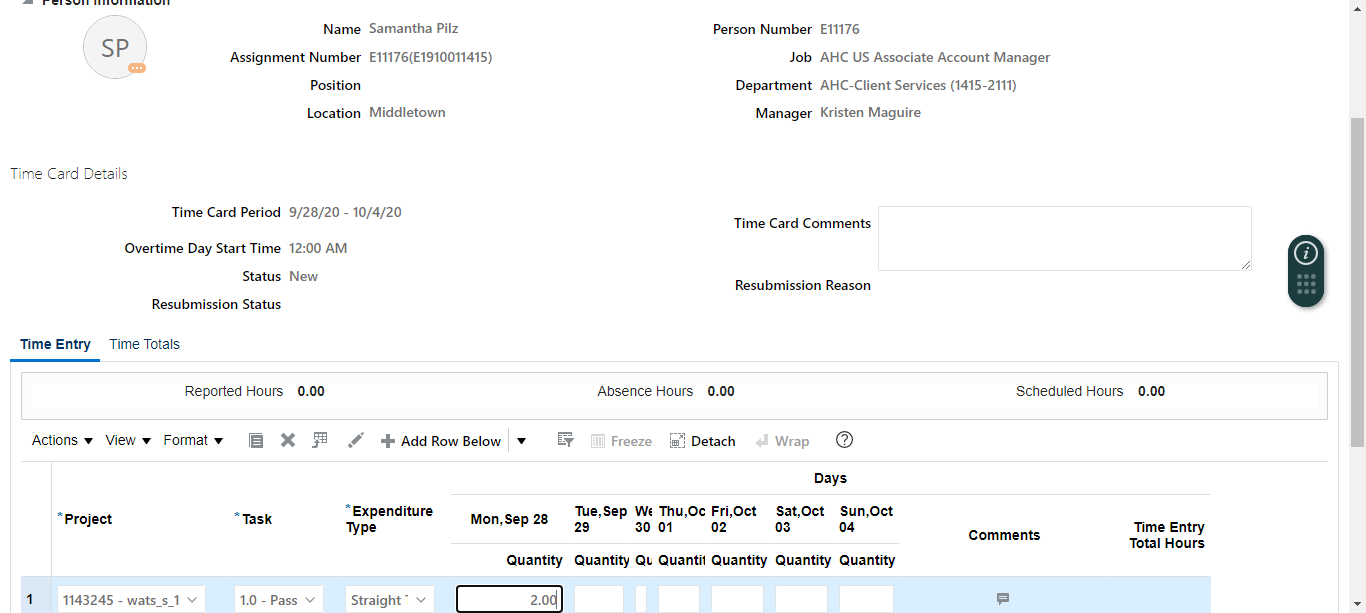 Person Information
SP
Name Samantha Pilz
Person Number E11176
Assignment Number E11176(E1910011415)
Job AHC US Associate Account Manager
Position
Department AHC-Client Services (1415-2111)
Location Middletown
Manager Kristen Maguire
Time Card Details
Time Card Period 9/28/20 - 10/4/20
Time Card Comments
Overtime Day Start Time 12:00 AM
Status New
Resubmission Reason
Resubmission Status
Time Entry Time Totals
Reported Hours 0.00 Absence Hours 0.00 Scheduled Hours 0.00
Actions View Format Add Row Below Freeze Detach Wrap
Days
*Project *Task *Expenditure Type Mon,Sep 28 Tue,Sep 29 We 30 Thu,Oc 01 Fri,Oct 02 Sat,Oct 03 Sun,Oct 04 Comments Time Entry Total Hours
Quantity Quantity Qu Quantit Quantity Quantity Quantity
1 1143245 - wats_s_1 1.0 - Pass Straight 2.00